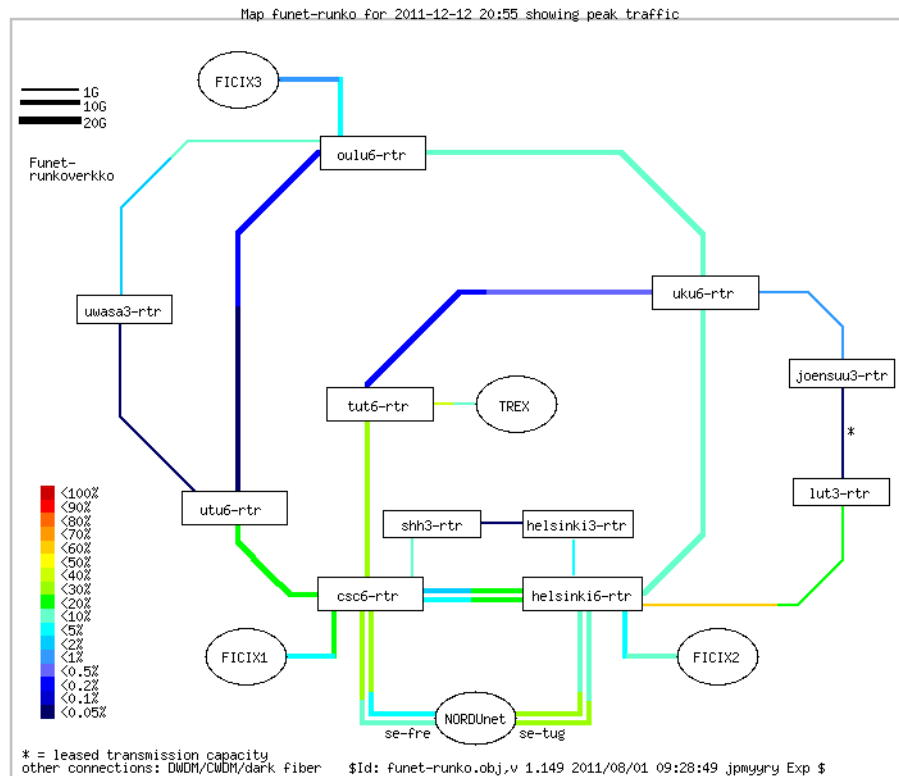 Map funet-runko for 2011-12-12 20:55 showing peak traffic
FICIX3
1G
10G
20G
oulu6-rtr
Funet-
runkoverkko
uku6-rtr
uwasa3-rtr
joensuu3-rtr
tut6-rtr
TREX
*
<100%
<90%
<80%
<70%
<60%
<50%
<40%
<30%
<20%
<10%
<5%
<2%
<1%
<0.5%
<0.2%
<0.1%
<0.05%
lut3-rtr
utu6-rtr
shh3-rtr
helsinki3-rtr
csc6-rtr
helsinki6-rtr
FICIX1
FICIX2
NORDUnet
se-fre
se-tug
* = leased transmission capacity
other connections: DWDM/CWDM/dark fiber $Id: funet-runko.obj,v 1.149 2011/08/01 09:28:49 jpmyyry Exp $